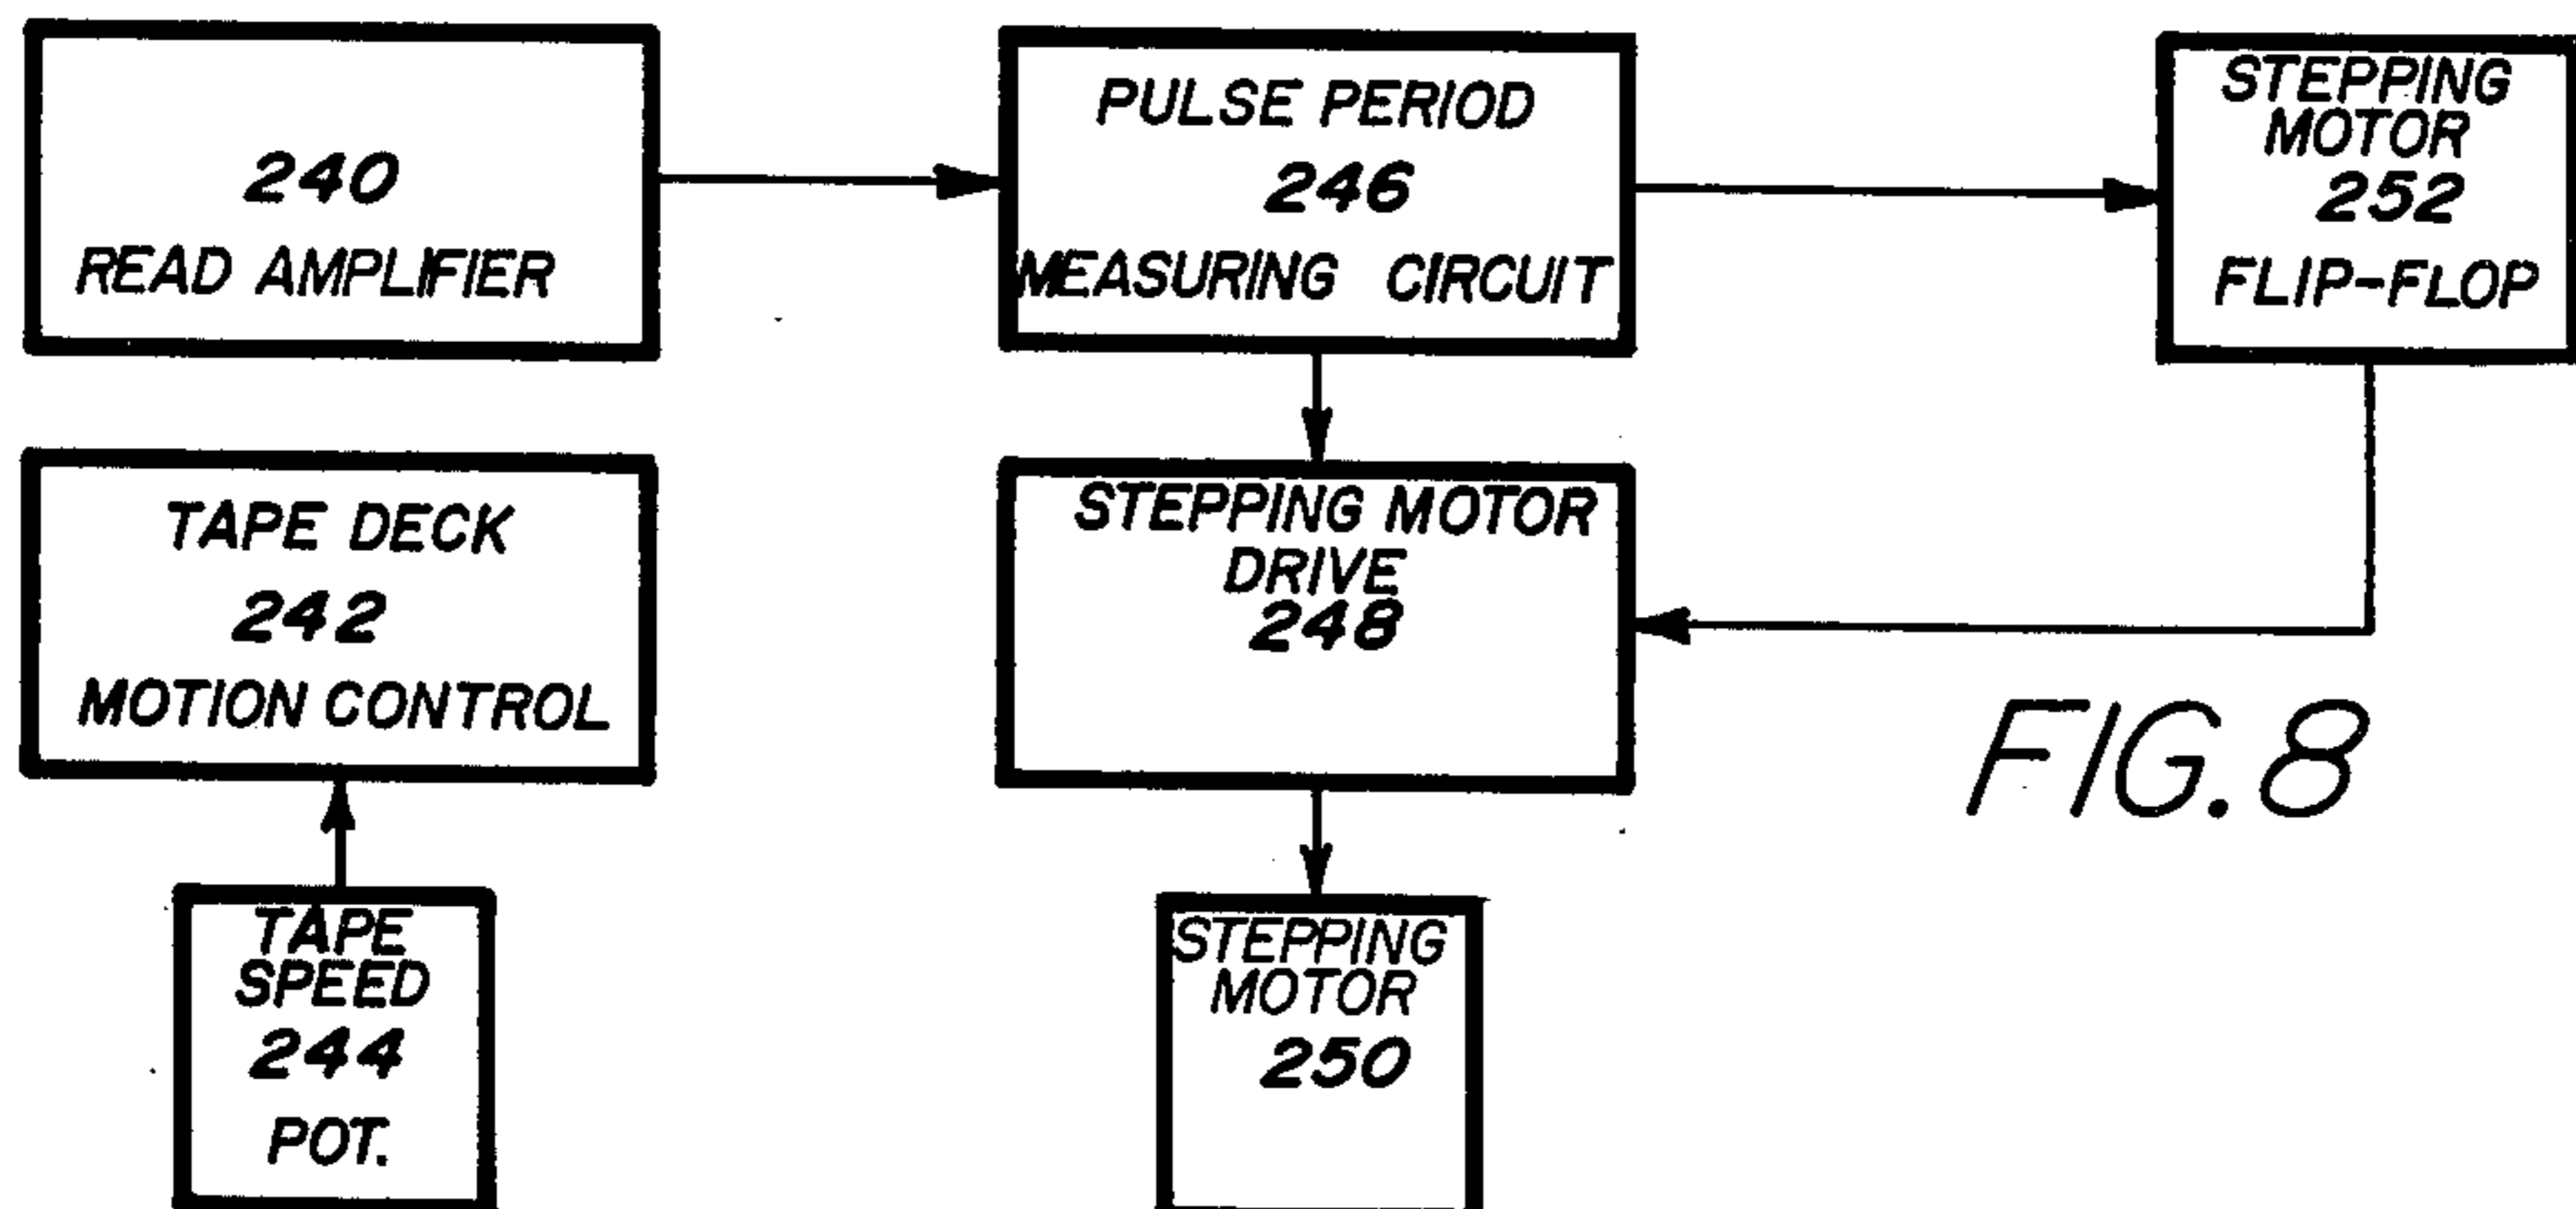 240
READ AMPLIFIER
PULSE PERIOD
246
MEASURING CIRCUIT
STEPPING
MOTOR
252
FLIP-FLOP
TAPE DECK
242
MOTION CONTROL
STEPPING MOTOR
DRIVE
248
TAPE
SPEED
244
POT.
STEPPING
MOTOR
250
FIG. 8